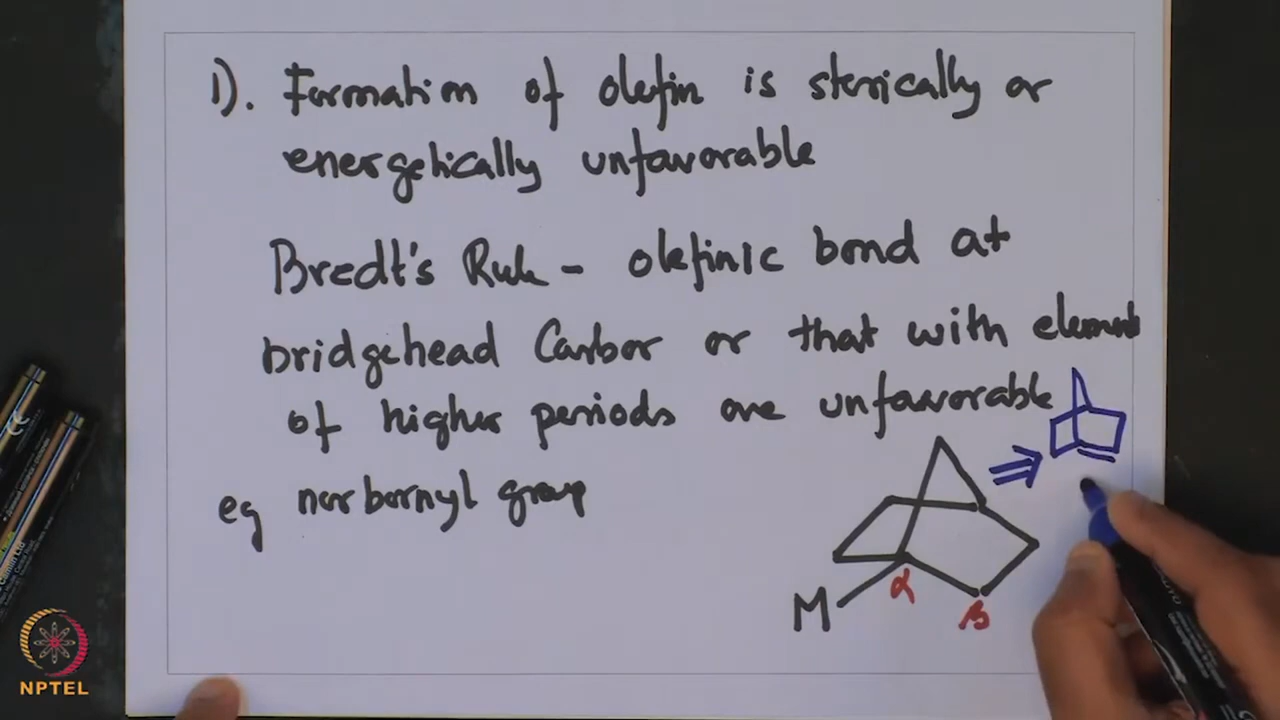 1). Formation of olefin is sterically or
energetically unfavorable
Bredt's Rule - olefinic bond at
bridgehead Carbon or that with elements
of higher periods are unfavorable
eg norbornyl group
M
α
β
NPTEL